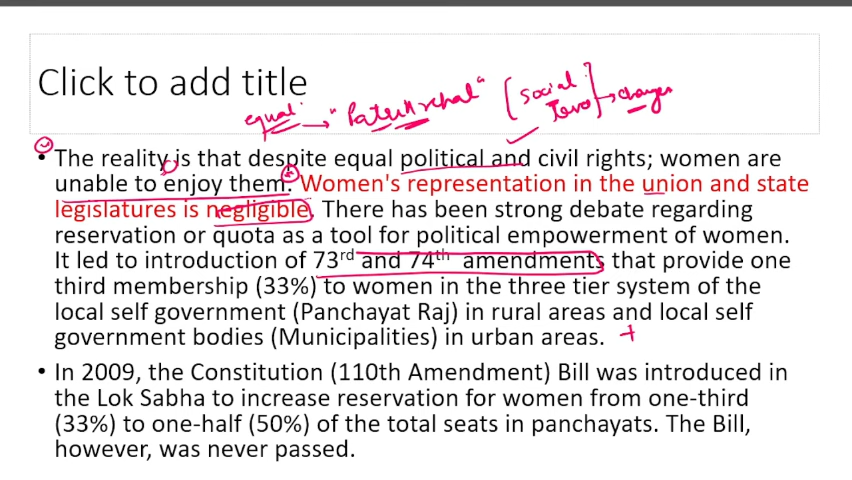 Click to add title
equal → "Patriarchal" [social
→ changes
• The reality is that despite equal political and civil rights; women are
unable to enjoy them. Women's representation in the union and state
legislatures is negligible. There has been strong debate regarding
reservation or quota as a tool for political empowerment of women.
It led to introduction of 73rd and 74th amendments that provide one
third membership (33%) to women in the three tier system of the
local self government (Panchayat Raj) in rural areas and local self
government bodies (Municipalities) in urban areas. +
• In 2009, the Constitution (110th Amendment) Bill was introduced in
the Lok Sabha to increase reservation for women from one-third
(33%) to one-half (50%) of the total seats in panchayats. The Bill,
however, was never passed.